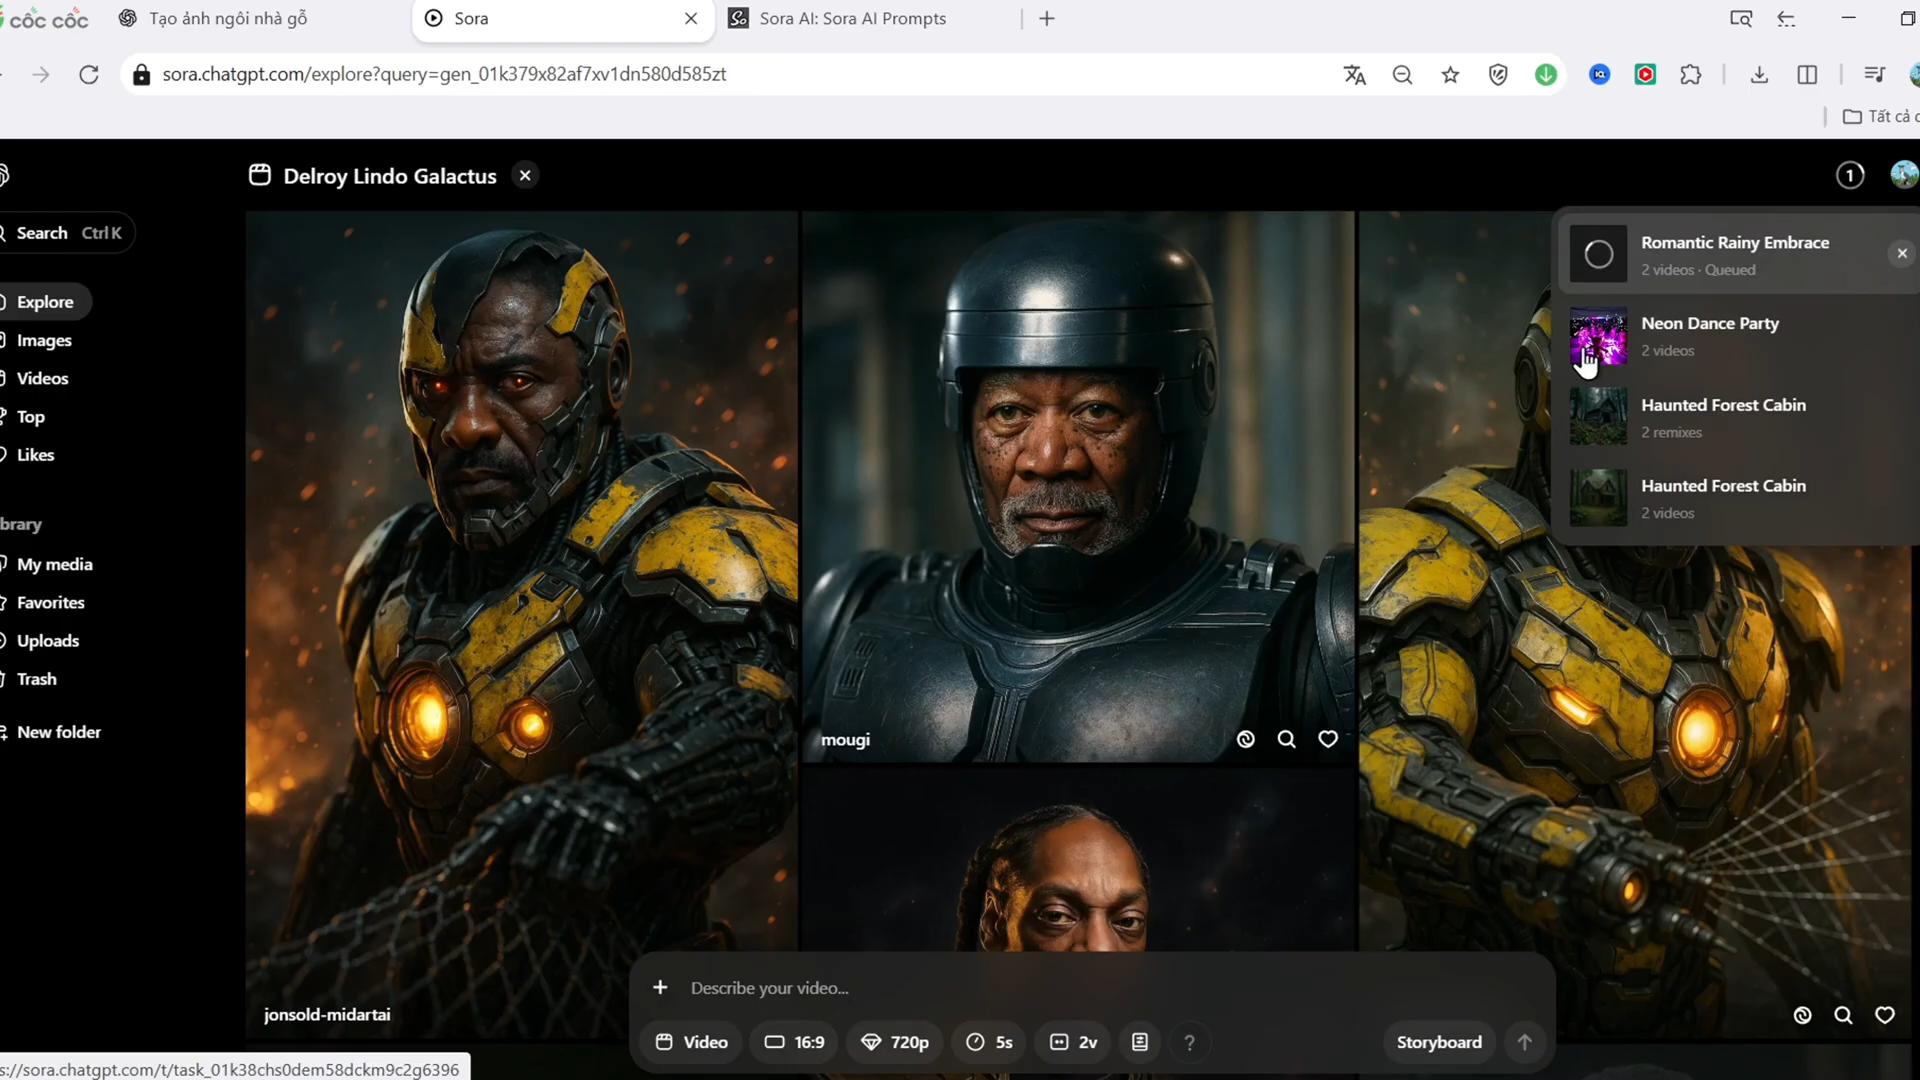 cốc cốc
Tạo ảnh ngôi nhà gỗ
Sora
Sora AI: Sora AI Prompts
sora.chatgpt.com/explore?query=gen_01k379x82af7xv1dn580d585zt
Tất cả
Delroy Lindo Galactus
1
Search Ctrl K
Explore
Images
Videos
Top
Likes
My media
Favorites
Uploads
Trash
New folder
Romantic Rainy Embrace
2 videos · Queued
Neon Dance Party
2 videos
Haunted Forest Cabin
2 remixes
Haunted Forest Cabin
2 videos
mougi
jonsold-midartai
Describe your video...
Video
16:9
720p
5s
2v
?
Storyboard
s://sora.chatgpt.com/t/task_01k38chs0dem58dckm9c2g6396